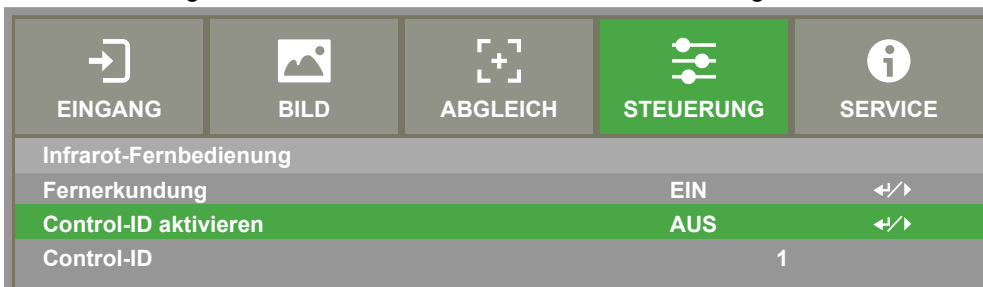 EINGANG BILD ABGLEICH STEUERUNG SERVICE
Infrarot-Fernbedienung
Fernerkundung EIN
Control-ID aktivieren AUS
Control-ID 1